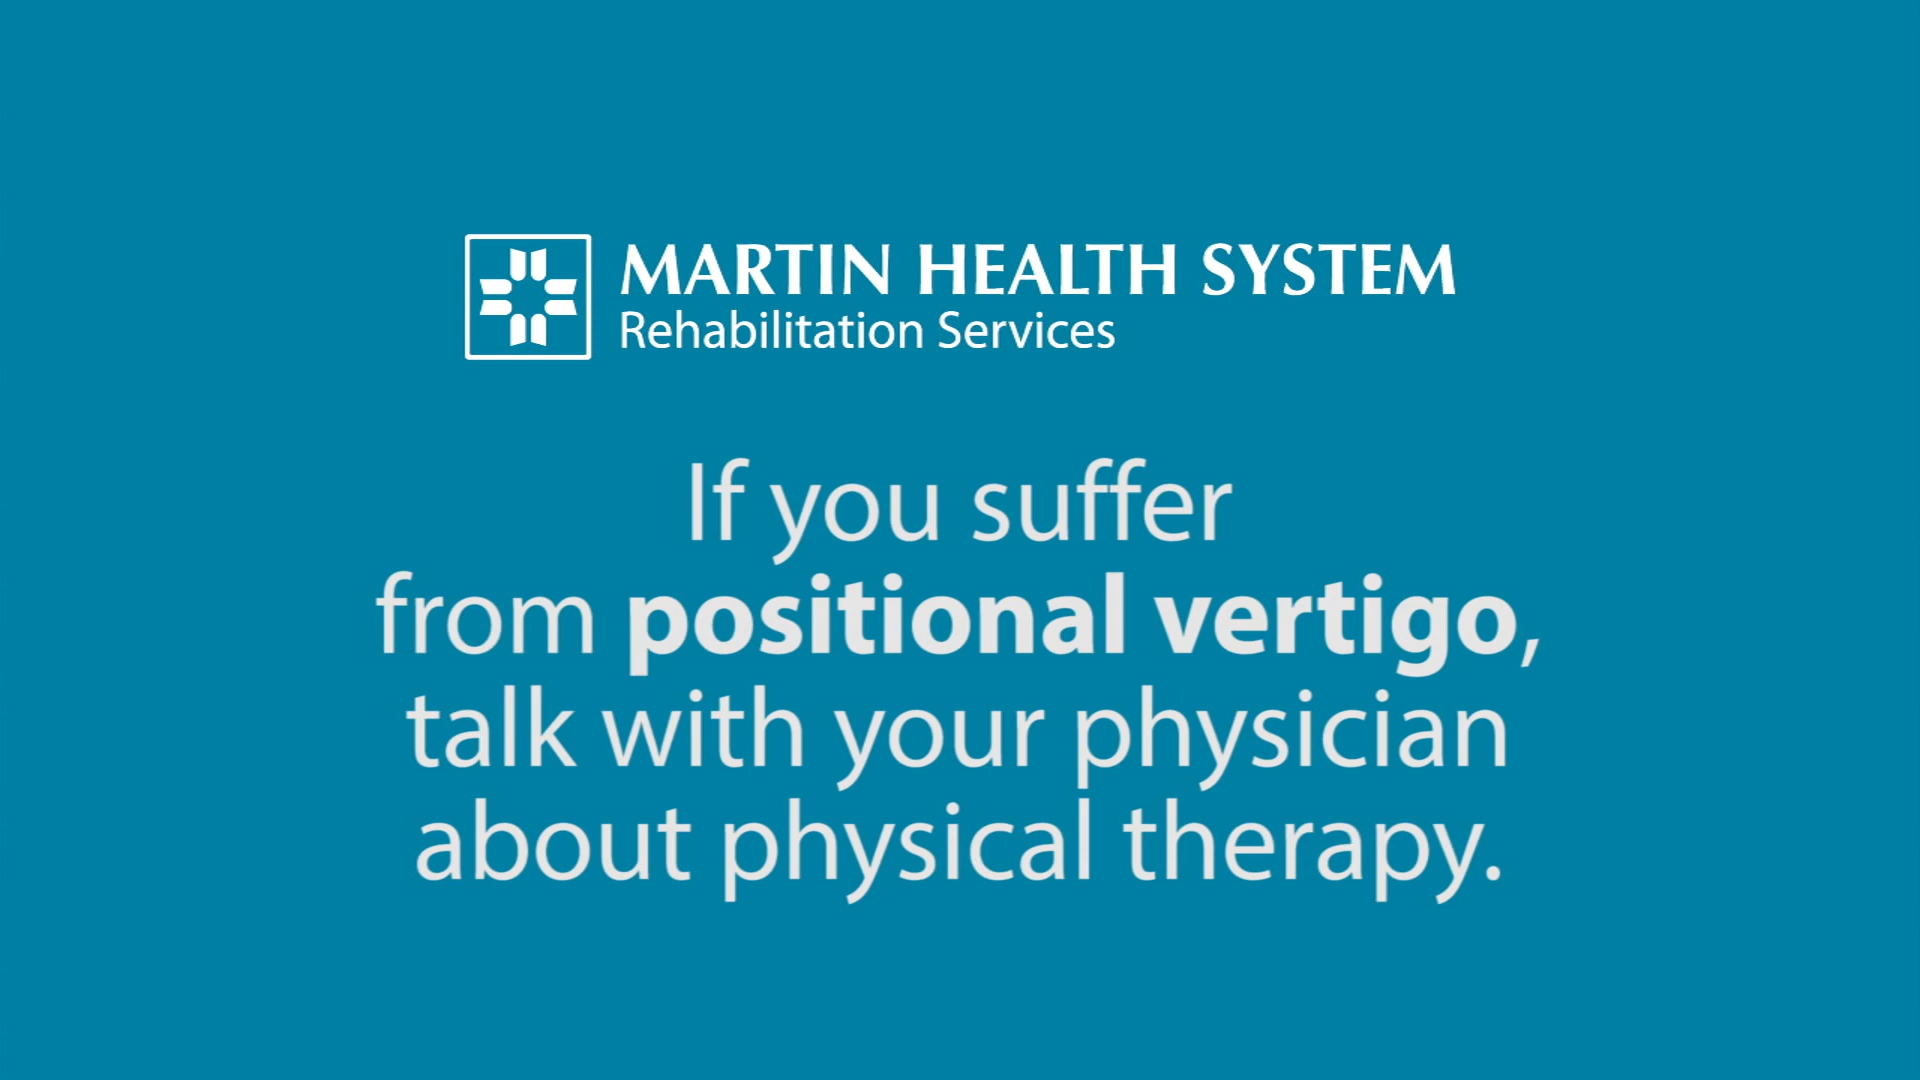 MARTIN HEALTH SYSTEM
Rehabilitation Services
If you suffer
from positional vertigo,
talk with your physician
about physical therapy.